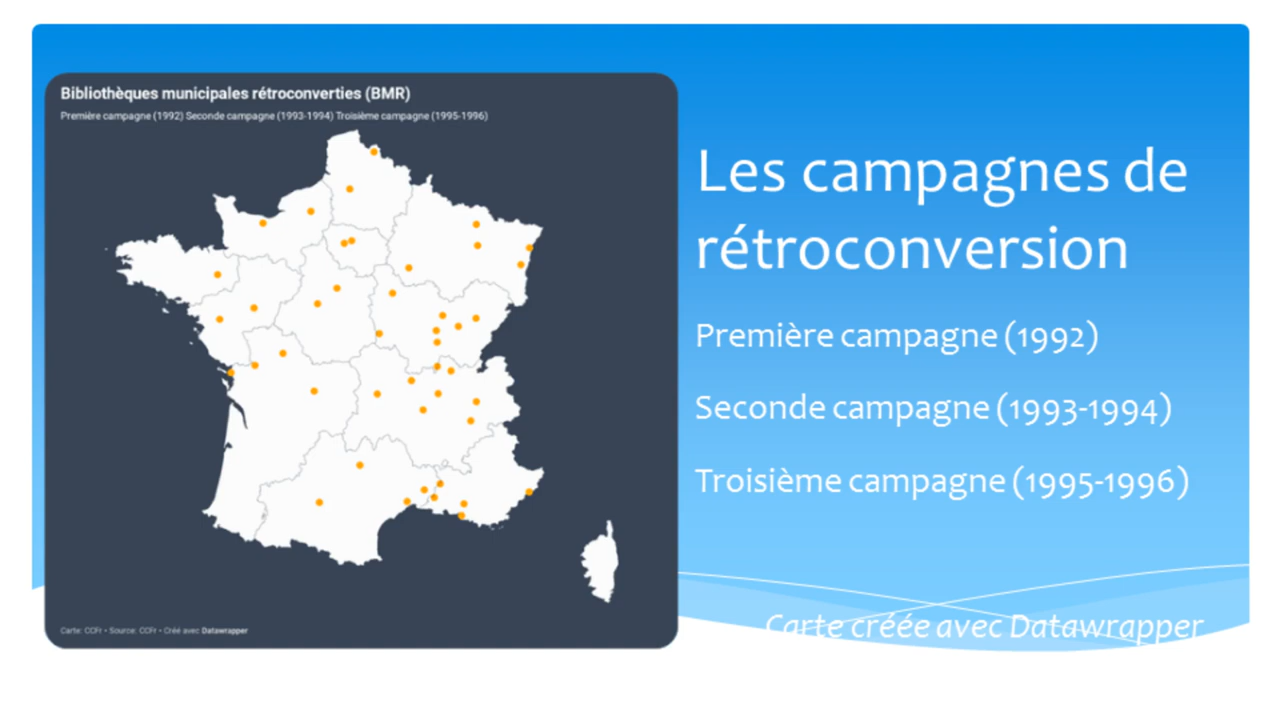 Bibliothèques municipales rétroconverties (BMR)
Première campagne (1992) Seconde campagne (1993-1994) Troisième campagne (1995-1996)
Carte: CCFr • Source: CCFr • Créé avec Datawrapper
Les campagnes de
rétroconversion
Première campagne (1992)
Seconde campagne (1993-1994)
Troisième campagne (1995-1996)
Carte créée avec Datawrapper